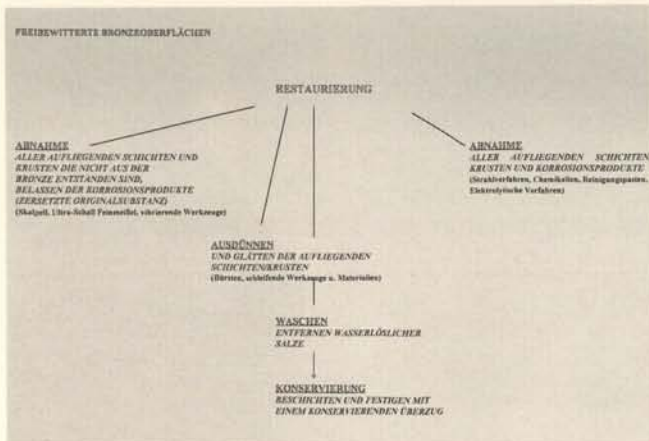 FREIBEWITTERTE BRONZEOBERFLÄCHEN
RESTAURIERUNG
ABNAHME
ALLER AUFLIEGENDEN SCHICHTEN UND
KRUSTEN DIE NICHT AUS DER
BRONZE ENTSTANDEN SIND,
BELASSEN DER KORROSIONSPRODUKTE
(ZERSETZTE ORIGINALSUBSTANZ)
(Skalpell, Ultra-Schall Feinmeißel, vibrierende Werkzeuge)
ABNAHME
ALLER AUFLIEGENDEN SCHICHTEN
KRUSTEN UND KORROSIONSPRODUKTE
(Strahlverfahren, Chemikalien, Reinigungspasten,
Elektrolytische Verfahren)
AUSDÜNNEN
UND GLÄTTEN DER AUFLIEGENDEN
SCHICHTEN/KRUSTEN
(Bürsten, schleifende Werkzeuge u. Materialien)
WASCHEN
ENTFERNEN WASSERLÖSLICHER
SALZE
KONSERVIERUNG
BESCHICHTEN UND FESTIGEN MIT
EINEM KONSERVIERENDEN ÜBERZUG